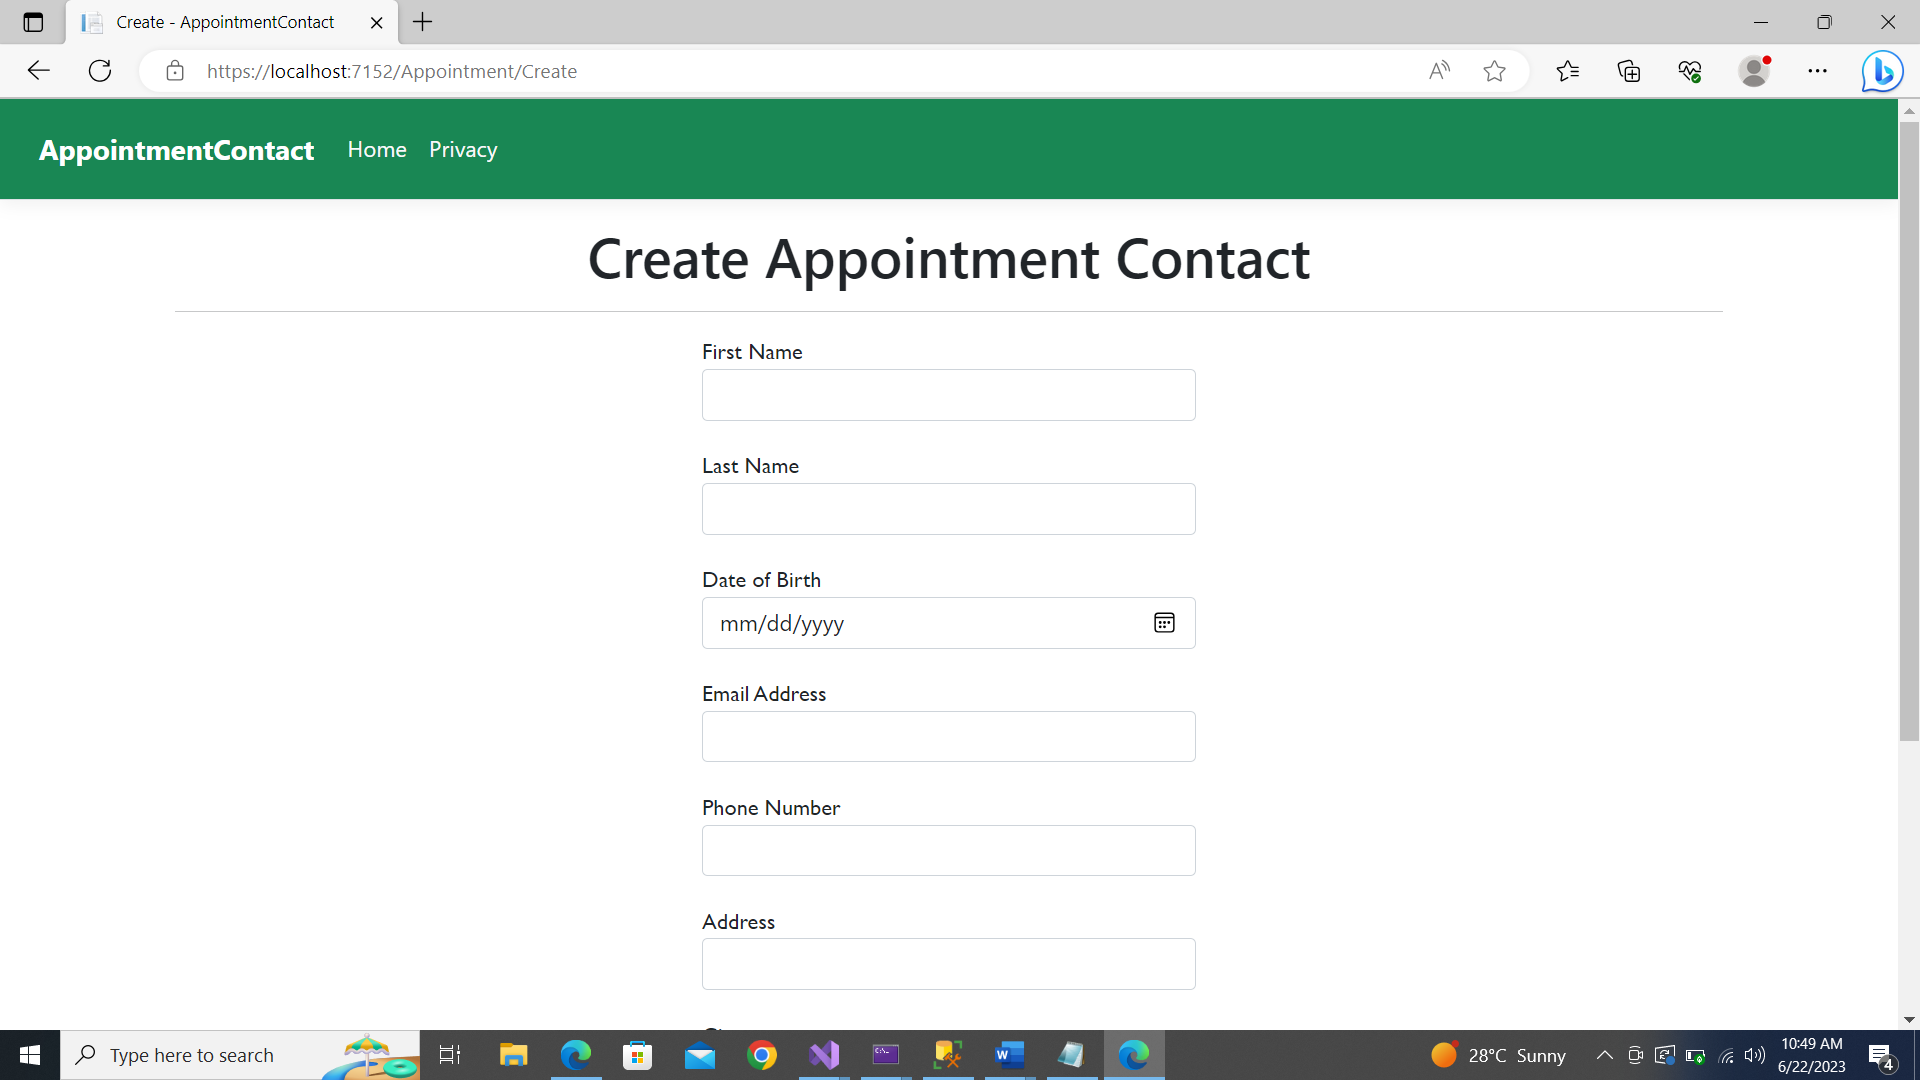 Create - AppointmentContact
https://localhost:7152/Appointment/Create
AppointmentContact Home Privacy
Create Appointment Contact
First Name
Last Name
Date of Birth
mm/dd/yyyy
Email Address
Phone Number
Address
Type here to search
28°C Sunny
10:49 AM
6/22/2023
4